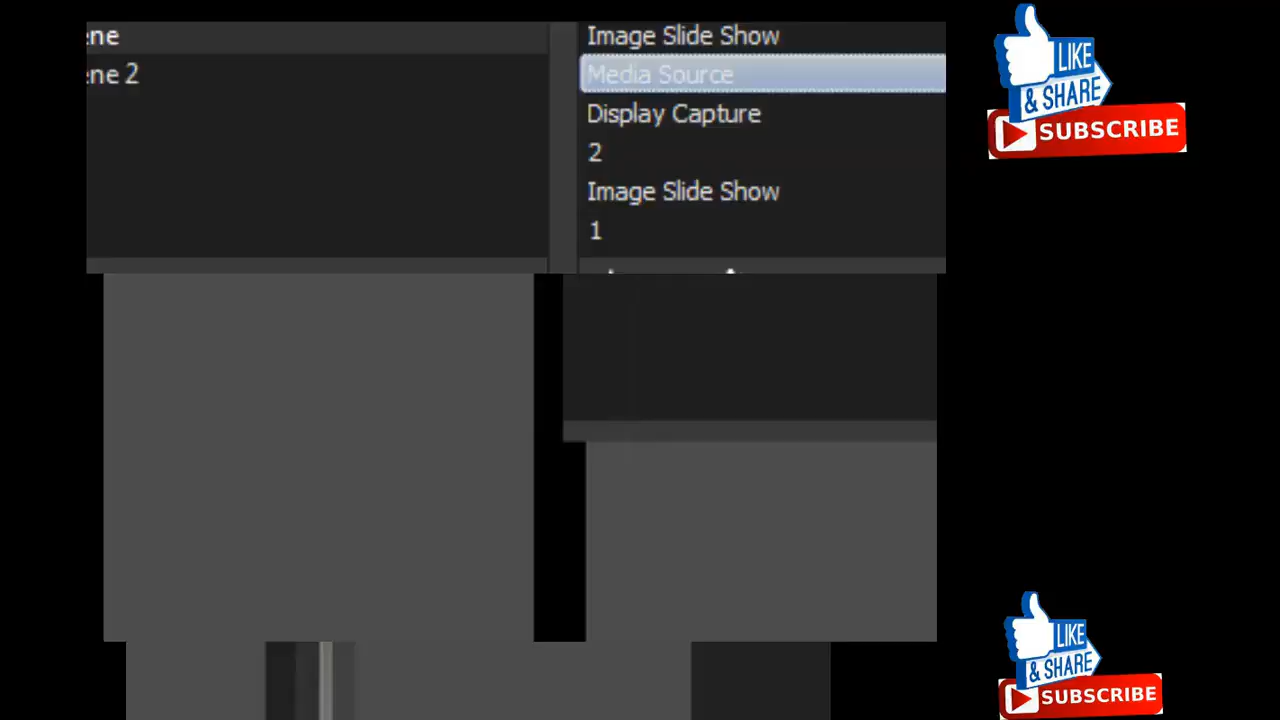 ene
ene 2
Image Slide Show
Media Source
Display Capture
2
Image Slide Show
1
LIKE
& SHARE
SUBSCRIBE
LIKE
& SHARE
SUBSCRIBE